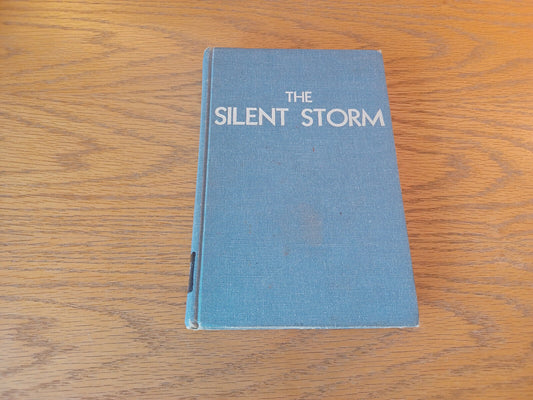 THE
SILENT STORM